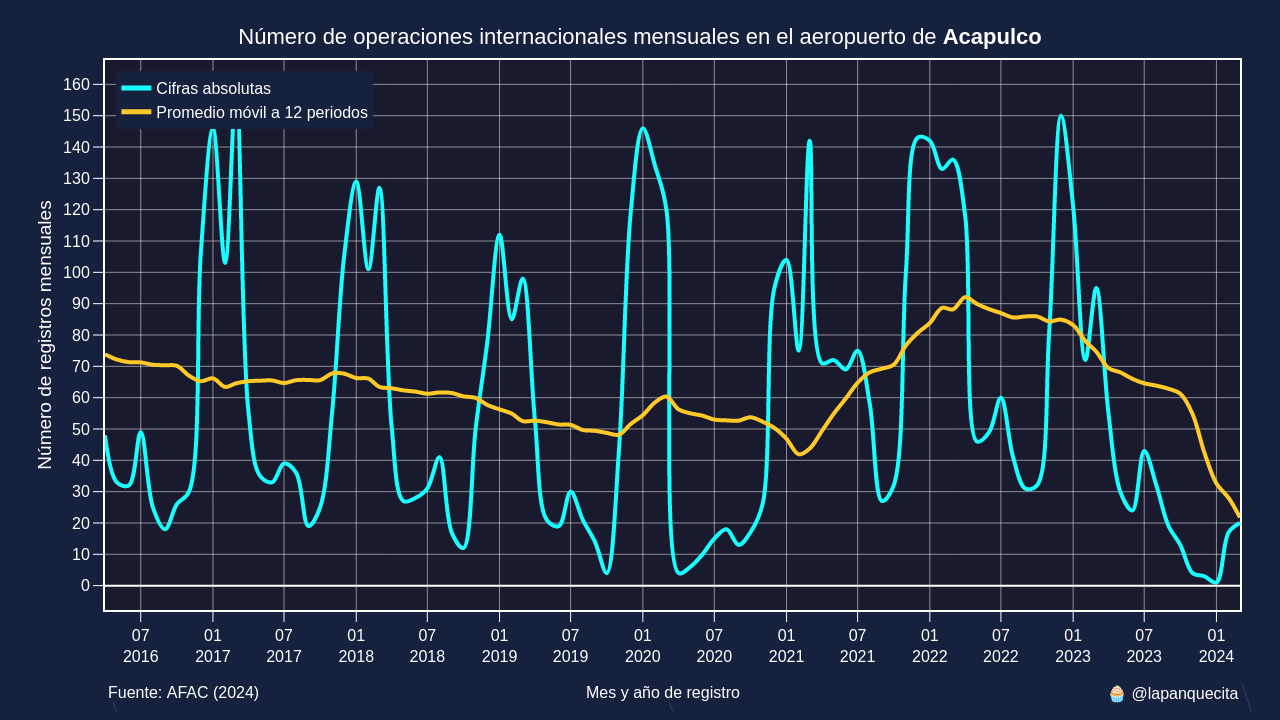 Número de operaciones internacionales mensuales en el aeropuerto de Acapulco
Cifras absolutas
Promedio móvil a 12 periodos
Número de registros mensuales
160
150
140
130
120
110
100
90
80
70
60
50
40
30
20
10
0
07 01 07 01 07 01 07 01 07 01 07 01 07 01 07 01
2016 2017 2017 2018 2018 2019 2019 2020 2020 2021 2021 2022 2022 2023 2023 2024
Fuente: AFAC (2024) Mes y año de registro 🧁 @lapanquecita